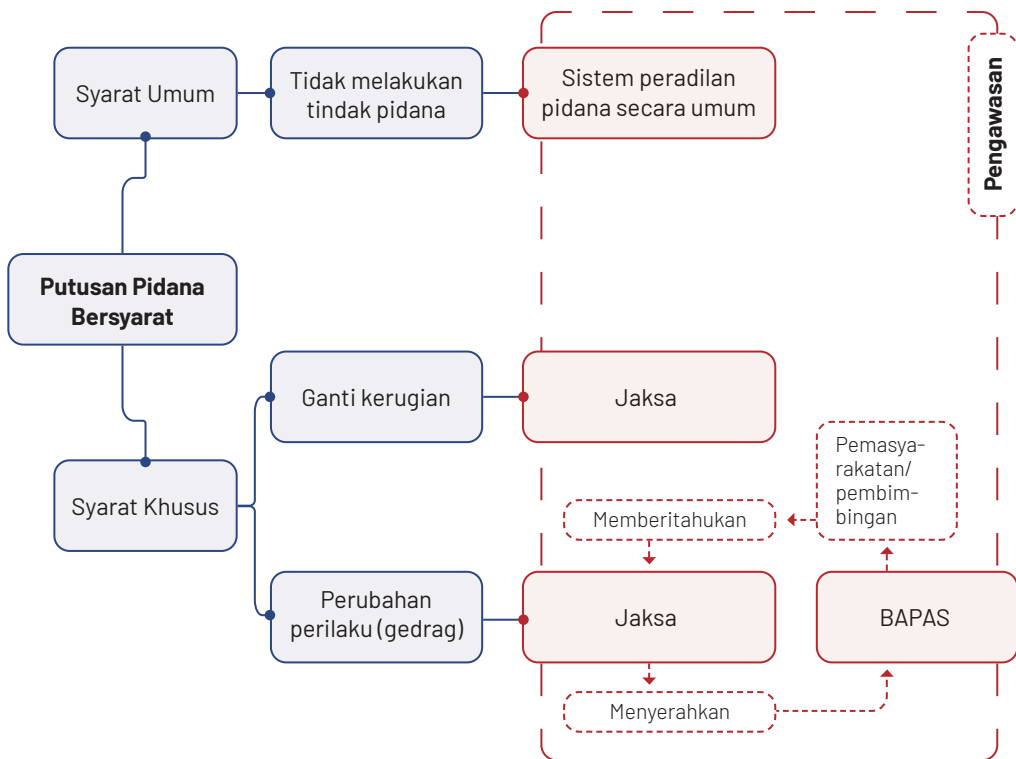 Syarat Umum
Tidak melakukan
tindak pidana
Sistem peradilan
pidana secara umum
Pengawasan
Putusan Pidana
Bersyarat
Ganti kerugian
Jaksa
Syarat Khusus
Pemasya-
rakatan/
pembim-
bingan
Memberitahukan
Perubahan
perilaku (gedrag)
Jaksa
BAPAS
Menyerahkan